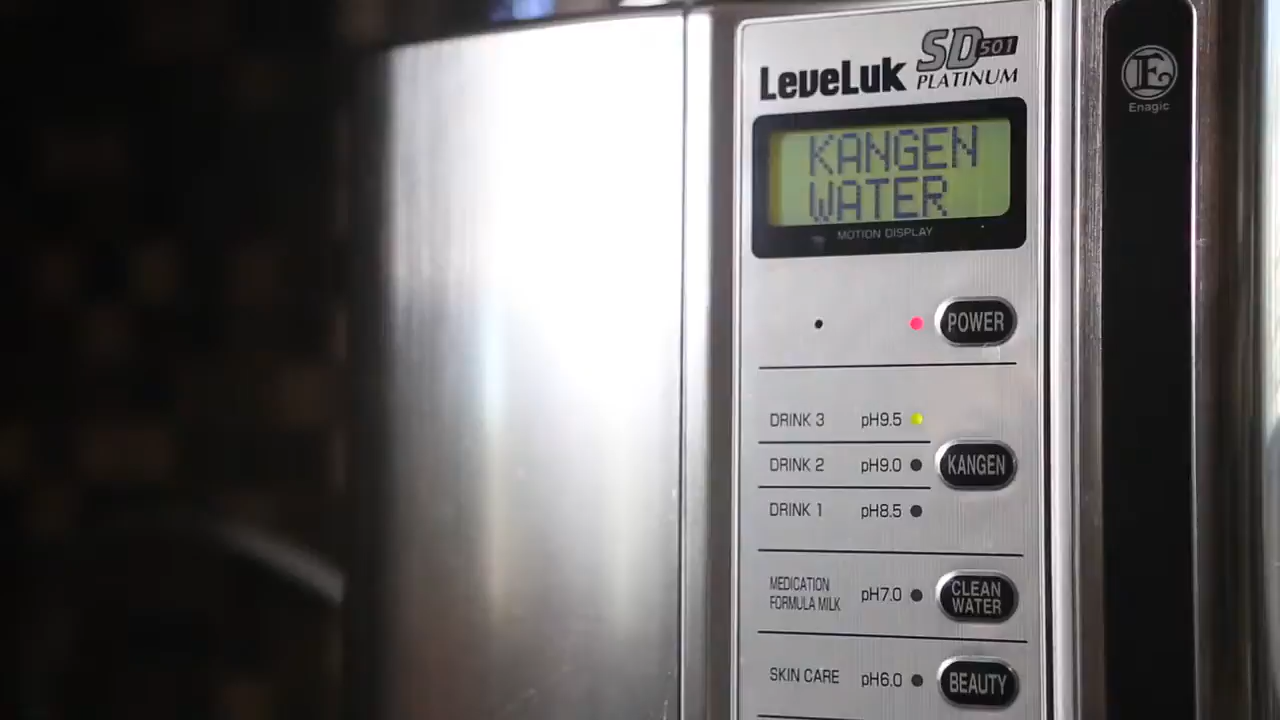 LeveLuk SD501
PLATINUM
E
Enagic
KANGEN
WATER
MOTION DISPLAY
POWER
DRINK 3 pH9.5
DRINK 2 pH9.0
KANGEN
DRINK 1 pH8.5
MEDICATION
FORMULA MILK pH7.0
CLEAN
WATER
SKIN CARE pH6.0
BEAUTY